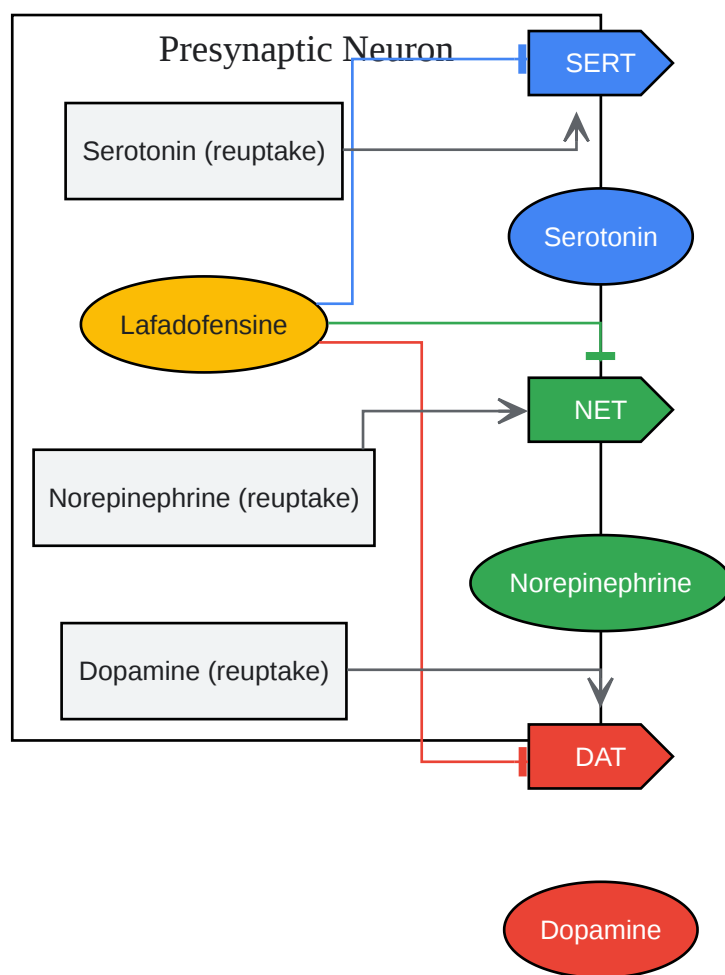 Presynaptic Neuron
SERT
Serotonin (reuptake)
Serotonin
Lafadofensine
NET
Norepinephrine (reuptake)
Norepinephrine
Dopamine (reuptake)
DAT
Dopamine